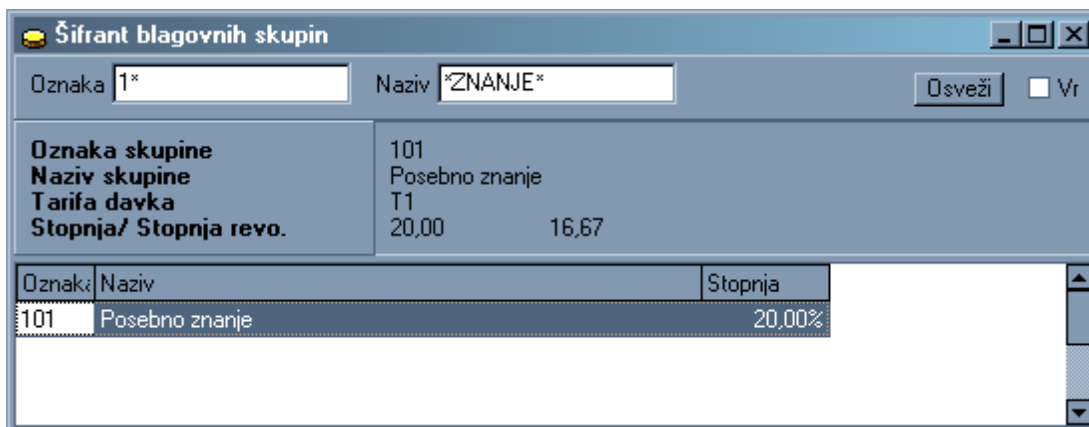 Šifrant blagovnih skupin
Oznaka 1* Naziv *ZNANJE* Osveži Vr
Oznaka skupine 101
Naziv skupine Posebno znanje
Tarifa davka T1
Stopnja/ Stopnja revo. 20,00 16,67
Oznaka Naziv Stopnja
101 Posebno znanje 20,00%